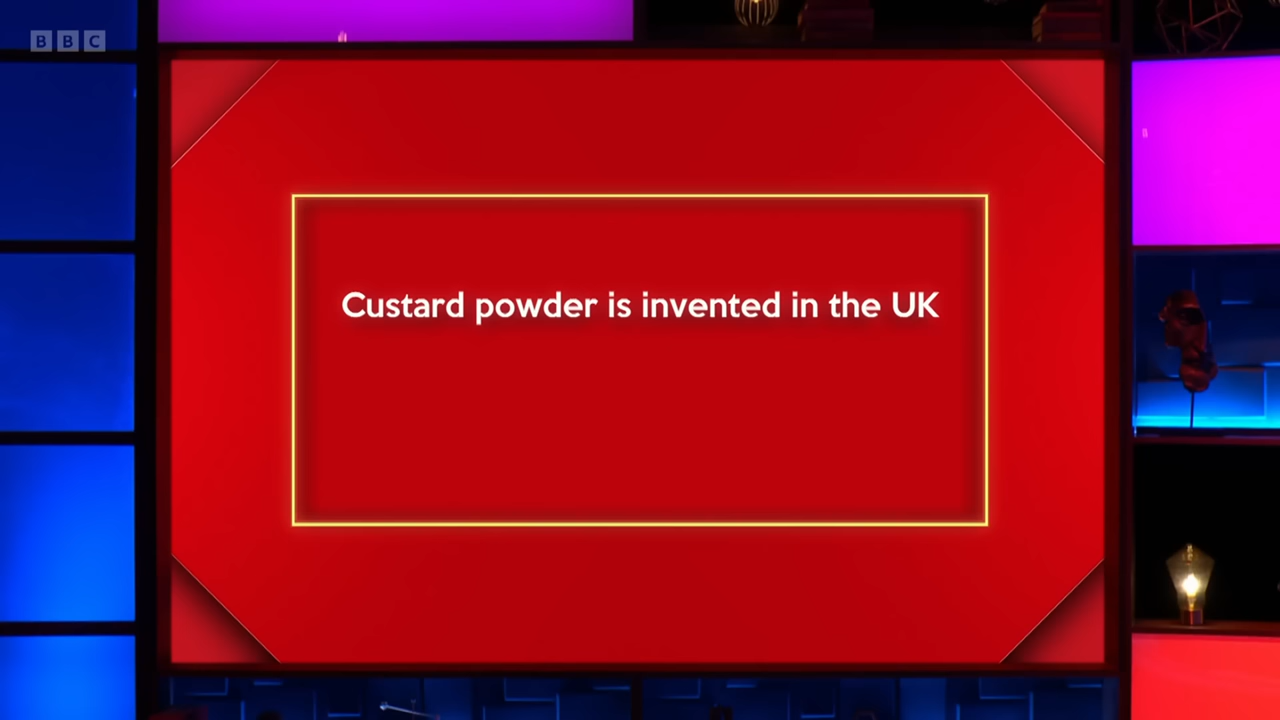 BBC
Custard powder is invented in the UK